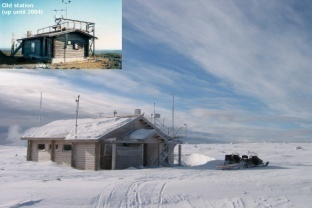 Old station
(up until 2004)